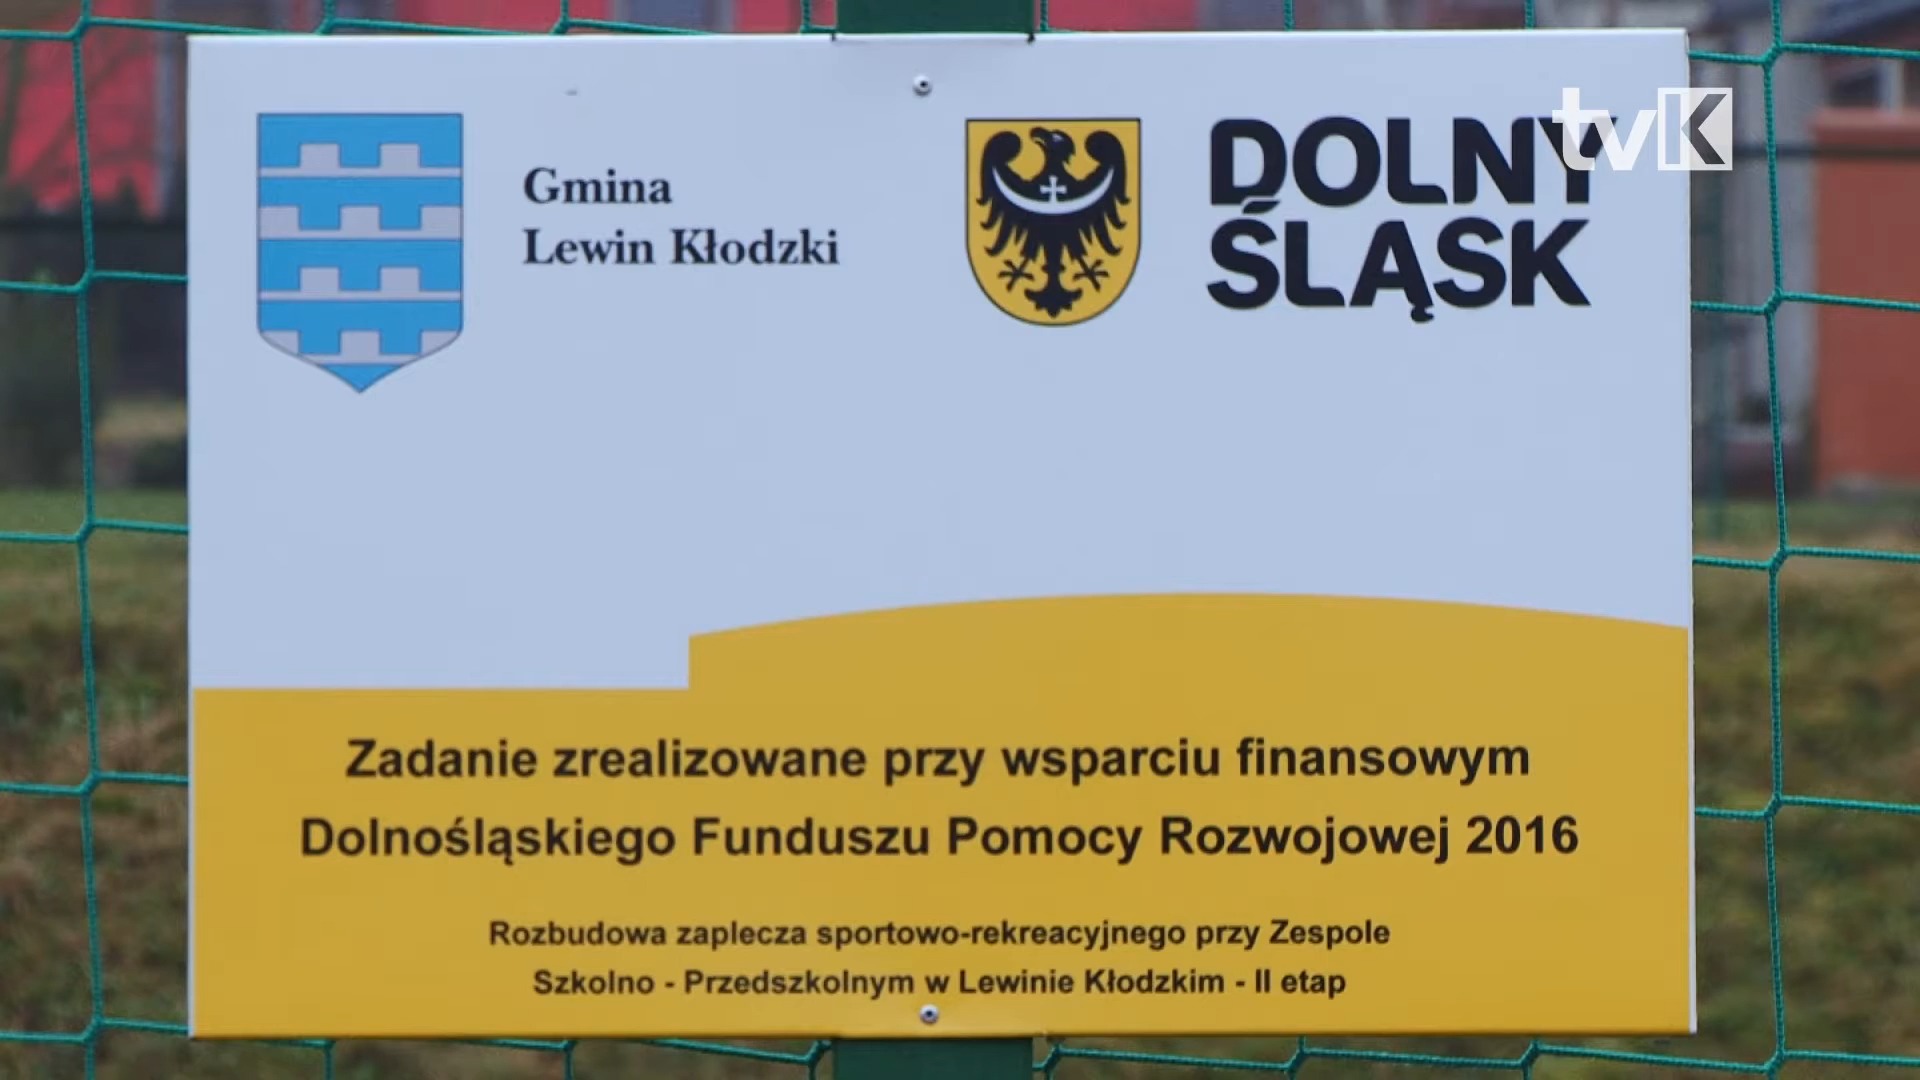 Gmina
Lewin Kłodzki
DOLNY
ŚLĄSK
tvK
Zadanie zrealizowane przy wsparciu finansowym
Dolnośląskiego Funduszu Pomocy Rozwojowej 2016
Rozbudowa zaplecza sportowo-rekreacyjnego przy Zespole
Szkolno - Przedszkolnym w Lewinie Kłodzkim - II etap